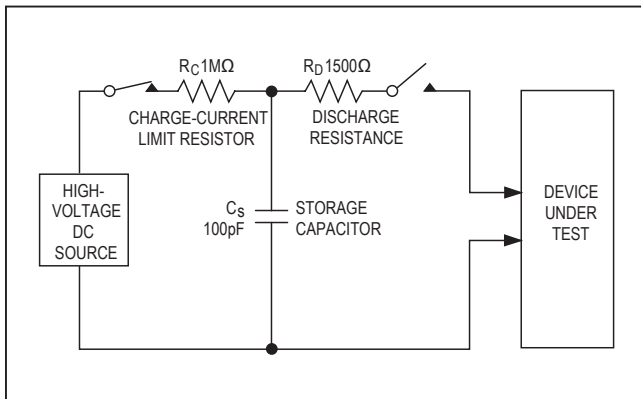 RC 1MΩ
CHARGE-CURRENT
LIMIT RESISTOR
RD 1500Ω
DISCHARGE
RESISTANCE
HIGH-
VOLTAGE
DC
SOURCE
Cs
100pF
STORAGE
CAPACITOR
DEVICE
UNDER
TEST